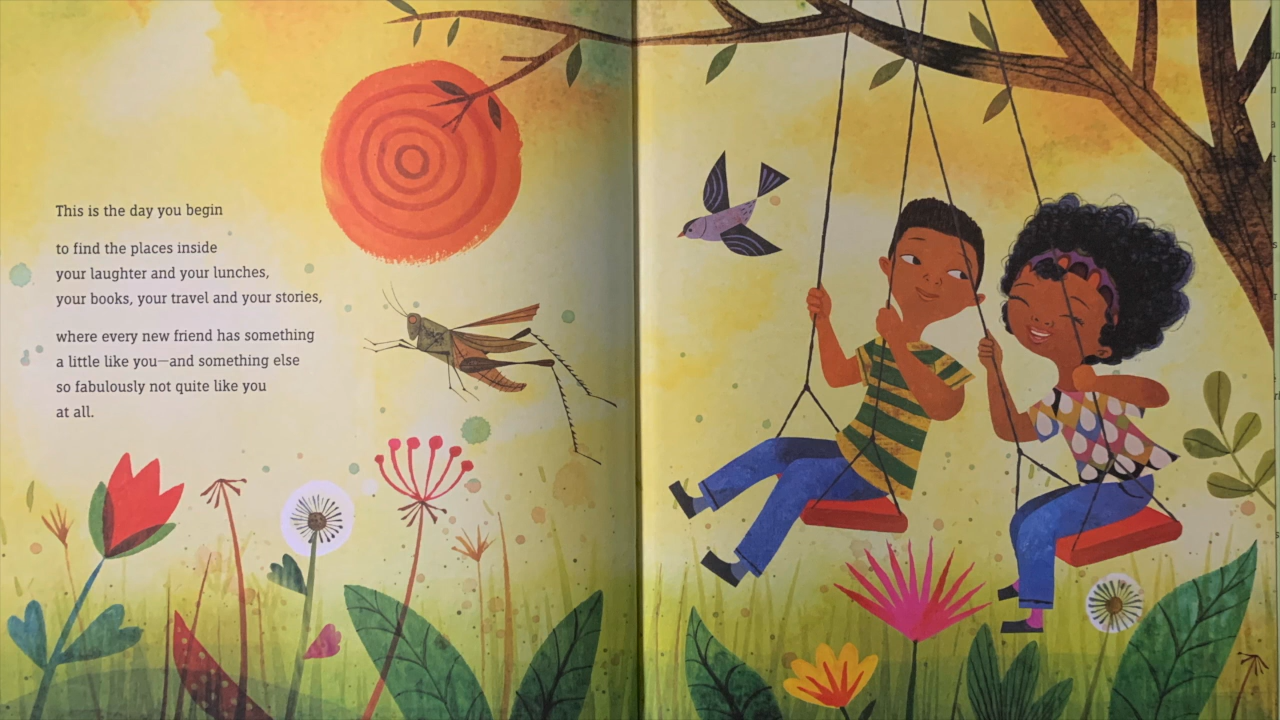 This is the day you begin
to find the places inside
your laughter and your lunches,
your books, your travel and your stories,
where every new friend has something
a little like you—and something else
so fabulously not quite like you
at all.